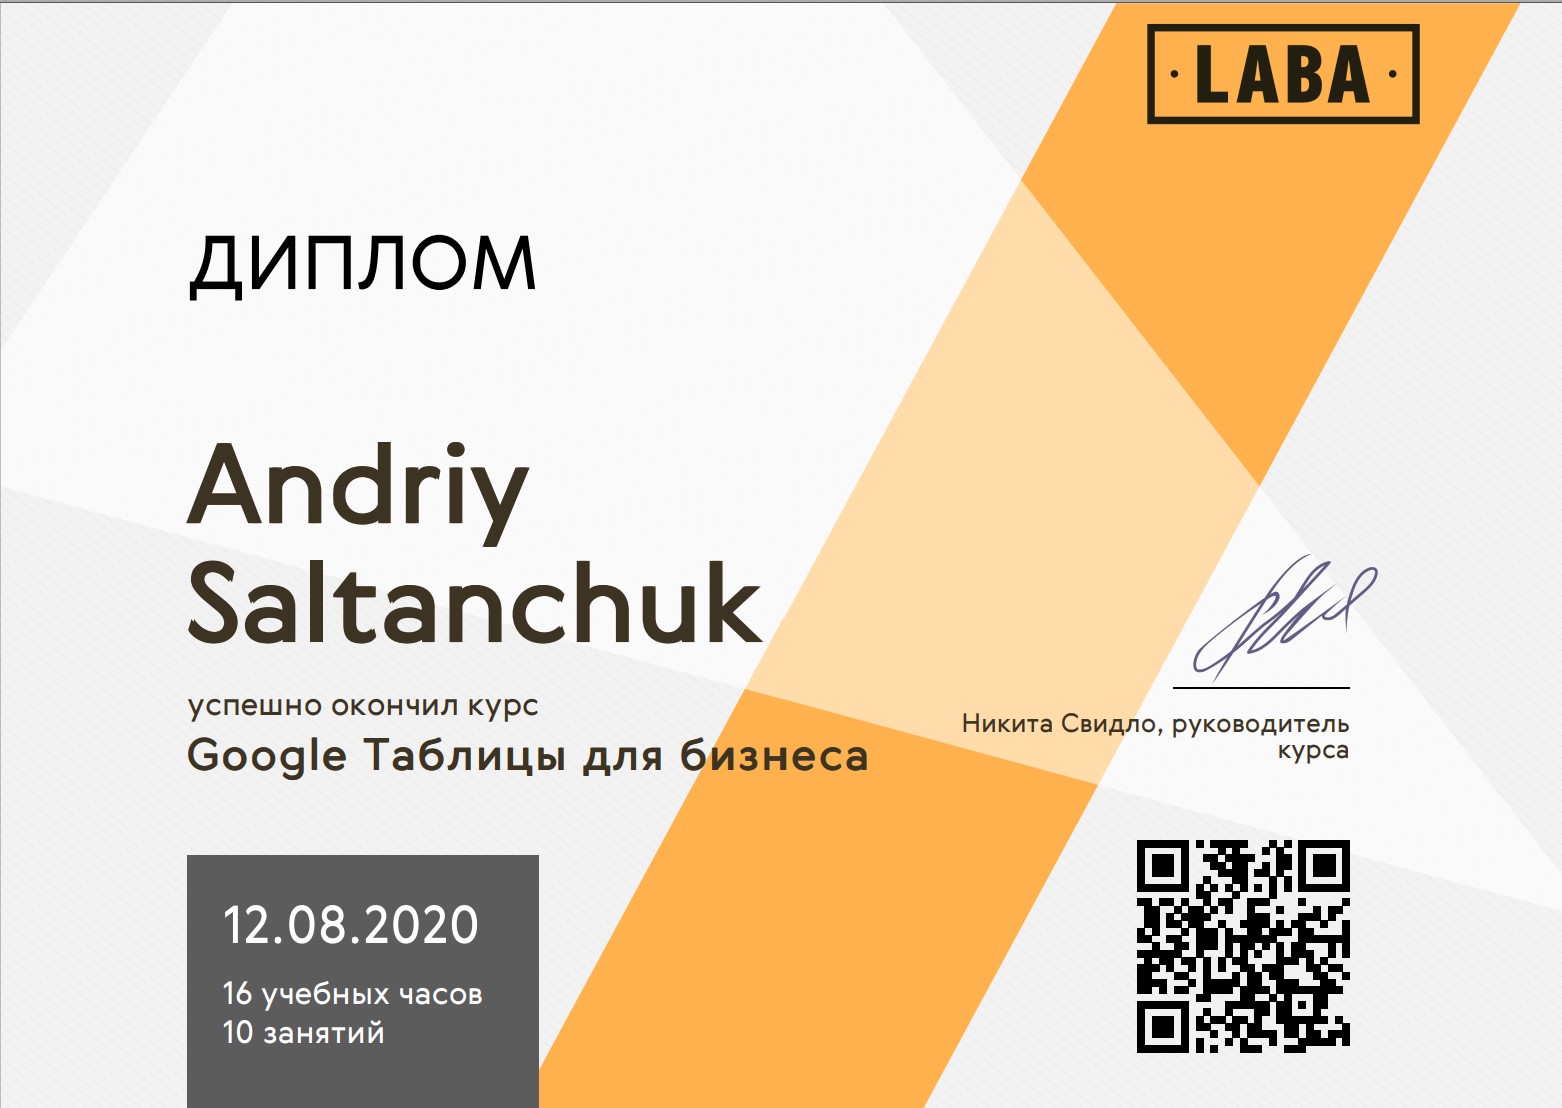 · LABA ·
ДИПЛОМ
Andriy
Saltanchuk
успешно окончил курс
Google Таблицы для бизнеса
Никита Свидло, руководитель
курса
12.08.2020
16 учебных часов
10 занятий